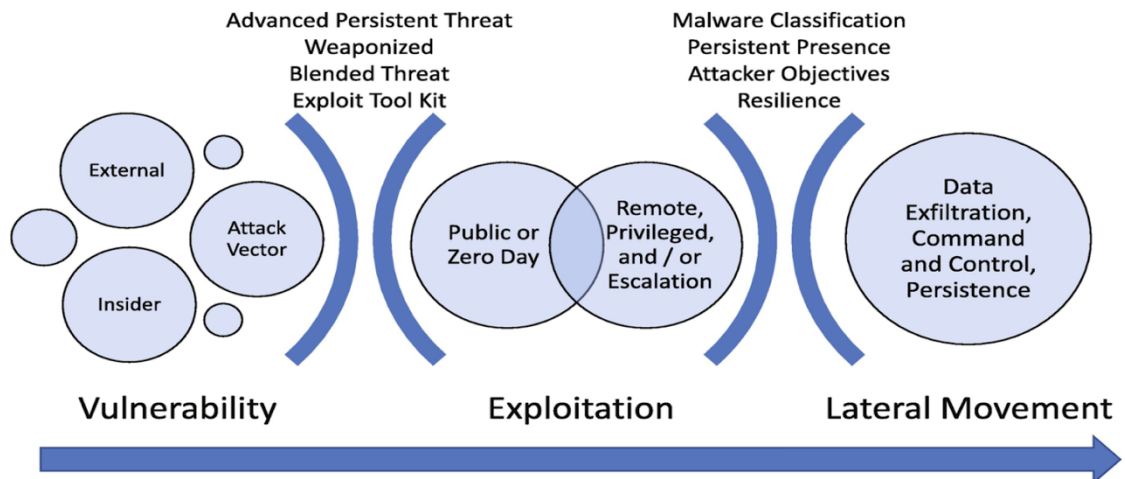 Advanced Persistent Threat
Weaponized
Blended Threat
Exploit Tool Kit
Malware Classification
Persistent Presence
Attacker Objectives
Resilience
External
Attack
Vector
Insider
Public or
Zero Day
Remote,
Privileged,
and / or
Escalation
Data
Exfiltration,
Command
and Control,
Persistence
Vulnerability
Exploitation
Lateral Movement